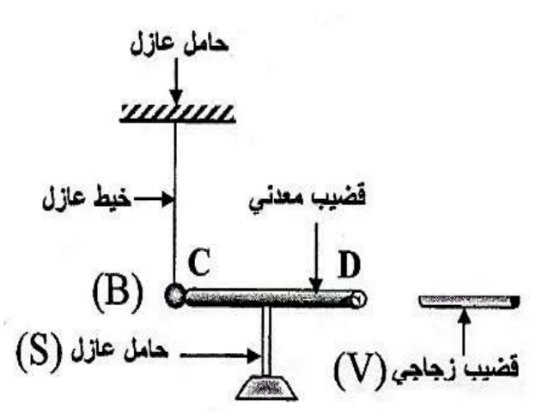 حامل عازل
خيط عازل
قضيب معدني
C
D
(B)
(S) حامل عازل
(V) قضيب زجاجي